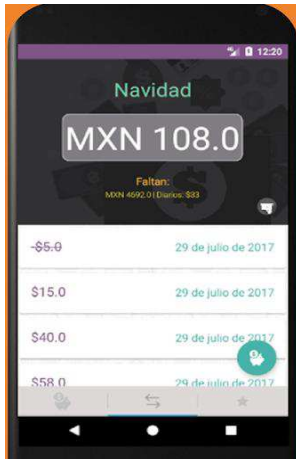 12:20
Navidad
MXN 108.0
Faltan:
MXN 4692.0 | Diarios: $33
-$5.0 29 de julio de 2017
$15.0 29 de julio de 2017
$40.0 29 de julio de 2017
$58.0 29 de julio de 2017